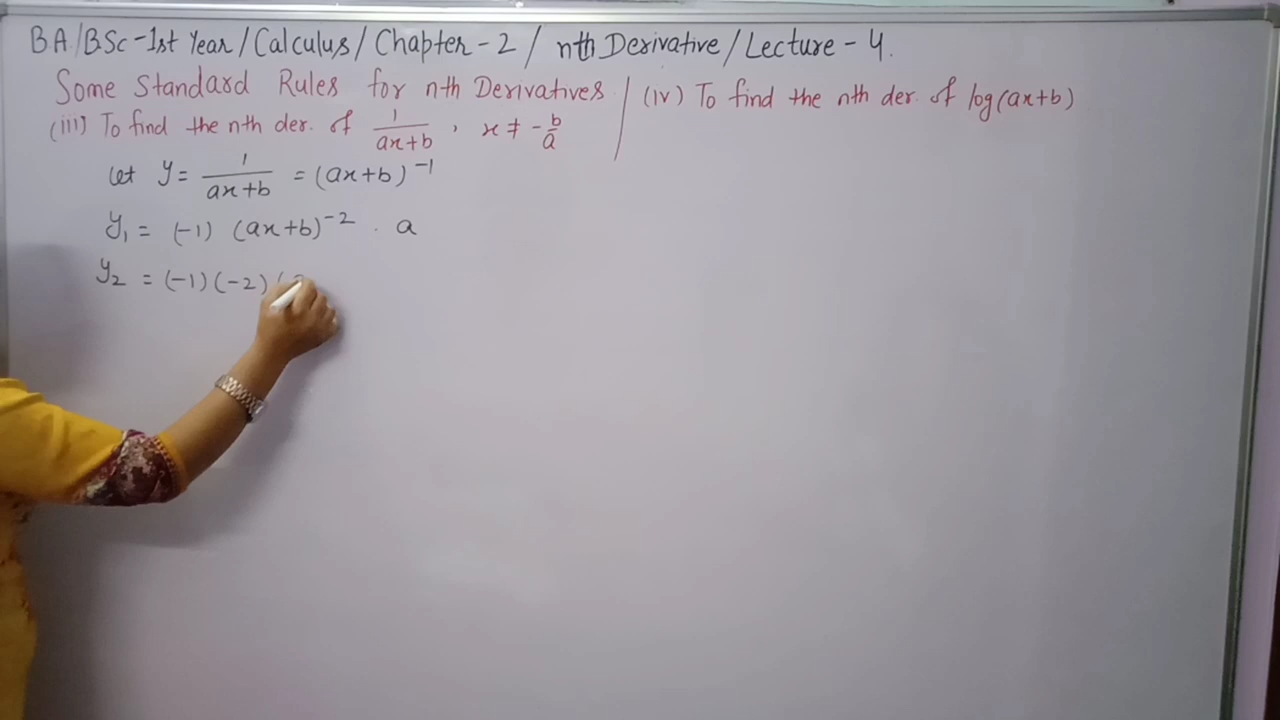 BA/BSc-1st Year/Calculus/Chapter-2/nth Derivative/Lecture-4.
Some Standard Rules for nth Derivatives
(iii) To find the nth der. of 1/(ax+b), x ≠ -b/a
Let y = 1/(ax+b) = (ax+b)^-1
y₁ = (-1) (ax+b)^-2 . a
y₂ = (-1)(-2)(
(iv) To find the nth der. of log(ax+b)